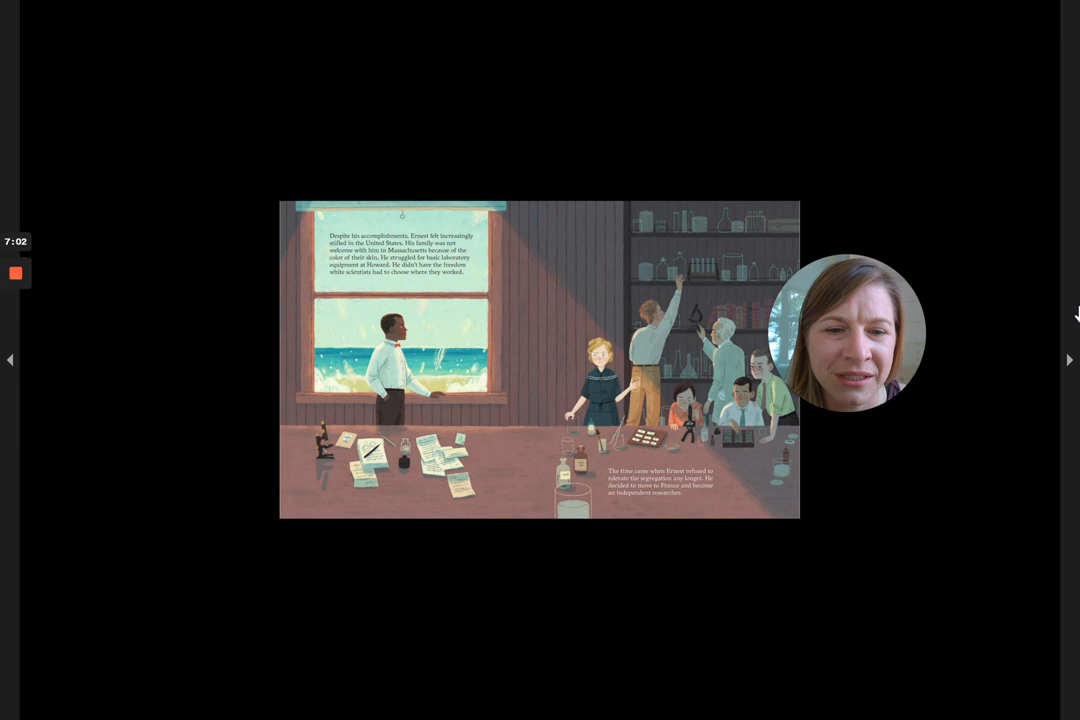 7:02
Despite his accomplishments, Ernest felt increasingly
stifled in the United States. His family was not
welcome with him in Massachusetts because of the
color of their skin. He struggled for basic laboratory
equipment at Howard. He didn't have the freedom
white scientists had to choose where they worked.
The time came when Ernest refused to
tolerate the segregation any longer. He
decided to move to France and become
an independent researcher.